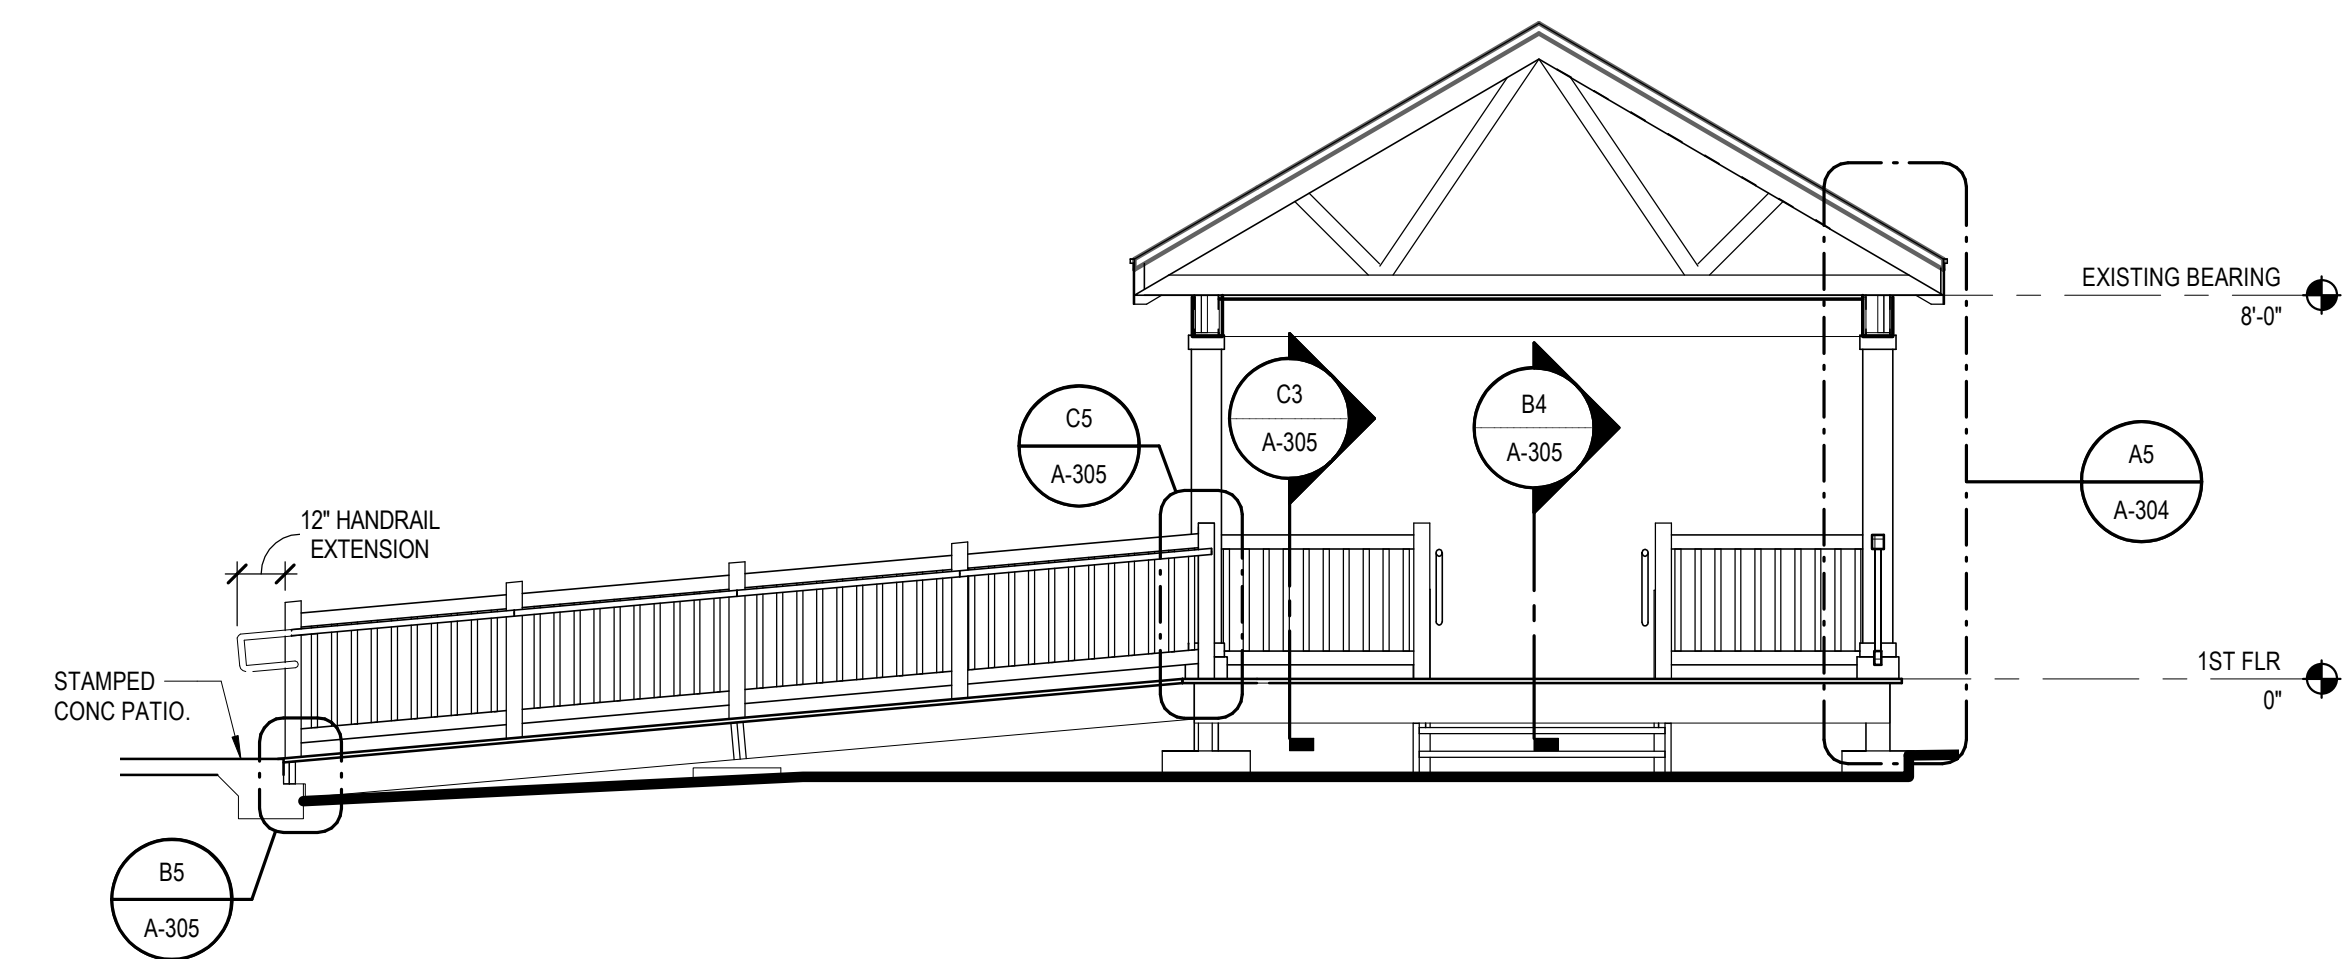 EXISTING BEARING
8'-0"
C3
A-305
C5
A-305
B4
A-305
A5
A-304
12" HANDRAIL
EXTENSION
1ST FLR
0"
STAMPED
CONC PATIO.
B5
A-305